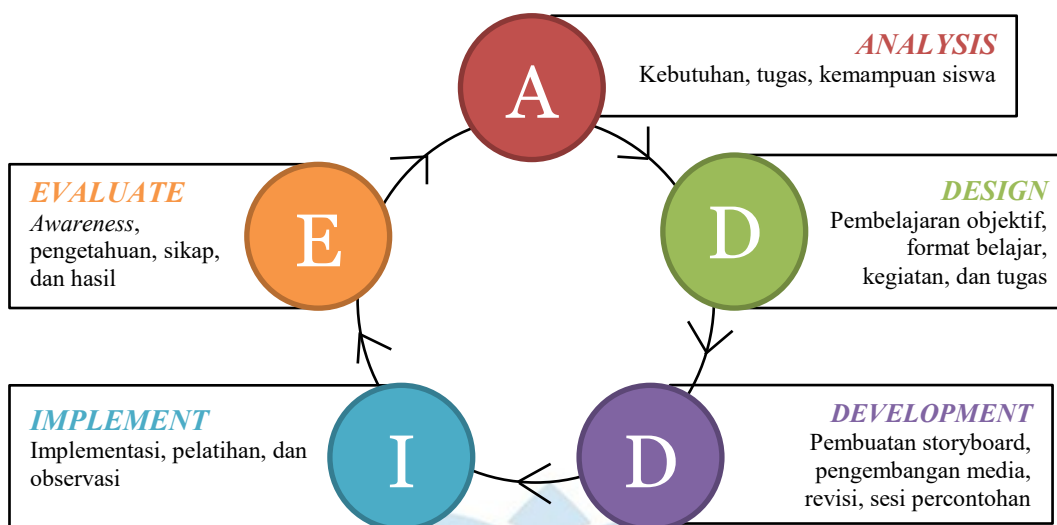 A
ANALYSIS
Kebutuhan, tugas, kemampuan siswa
D
DESIGN
Pembelajaran objektif,
format belajar,
kegiatan, dan tugas
D
DEVELOPMENT
Pembuatan storyboard,
pengembangan media,
revisi, sesi percontohan
I
IMPLEMENT
Implementasi, pelatihan, dan
observasi
E
EVALUATE
Awareness,
pengetahuan, sikap,
dan hasil